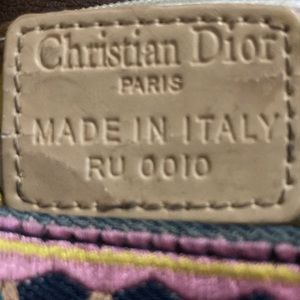 Christian Dior
PARIS
MADE IN ITALY
RU 0010